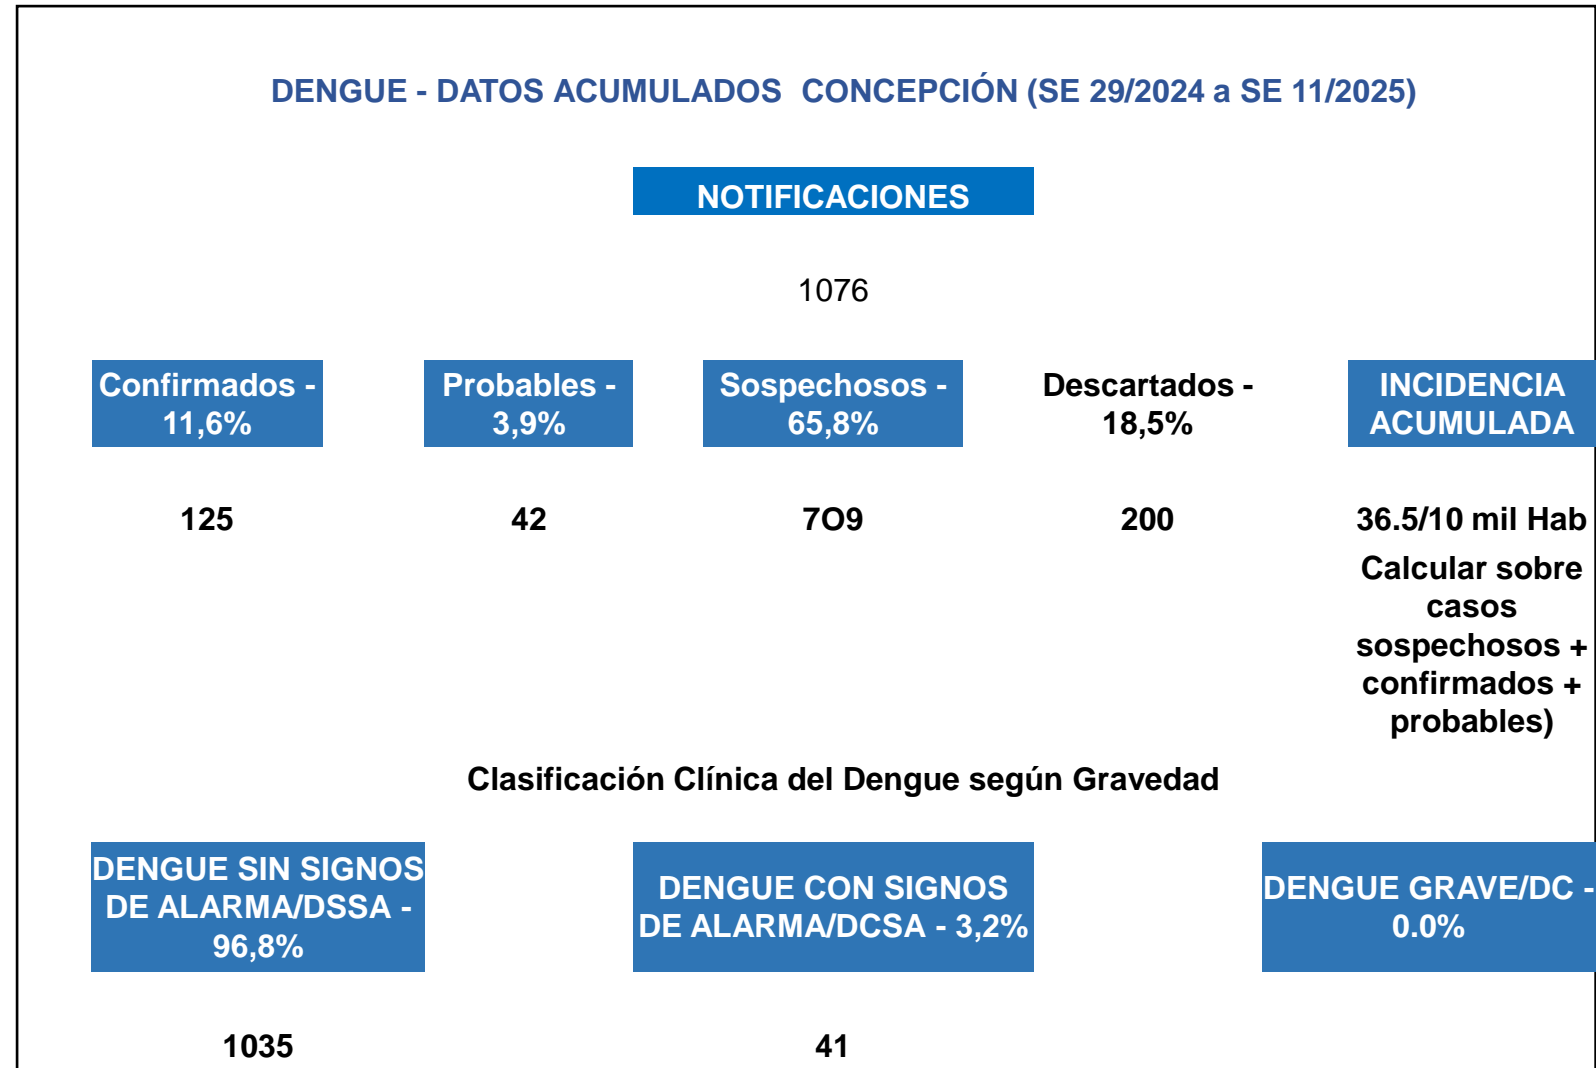 DENGUE - DATOS ACUMULADOS  CONCEPCIÓN (SE 29/2024 a SE 11/2025)
NOTIFICACIONES
1076
Confirmados -
11,6%
Probables -
3,9%
Sospechosos -
65,8%
Descartados -
18,5%
INCIDENCIA
ACUMULADA
125
42
7O9
200
36.5/10 mil Hab
Calcular sobre
casos
sospechosos +
confirmados +
probables)
Clasificación Clínica del Dengue según Gravedad
DENGUE SIN SIGNOS
DE ALARMA/DSSA -
96,8%
DENGUE CON SIGNOS
DE ALARMA/DCSA - 3,2%
DENGUE GRAVE/DC -
0.0%
1035
41